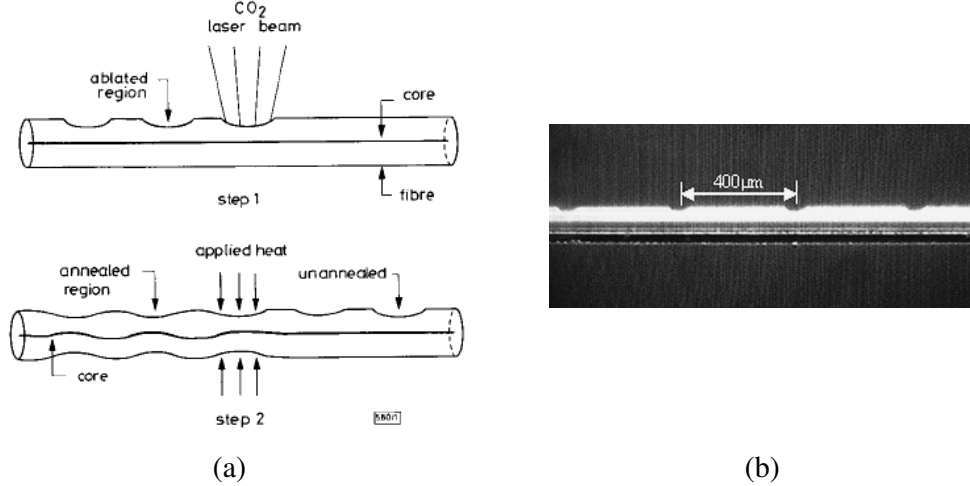 CO2
laser beam
ablated
region
core
fibre
step 1
applied heat
annealed
region
unannealed
core
step 2
400µm
(a)
(b)